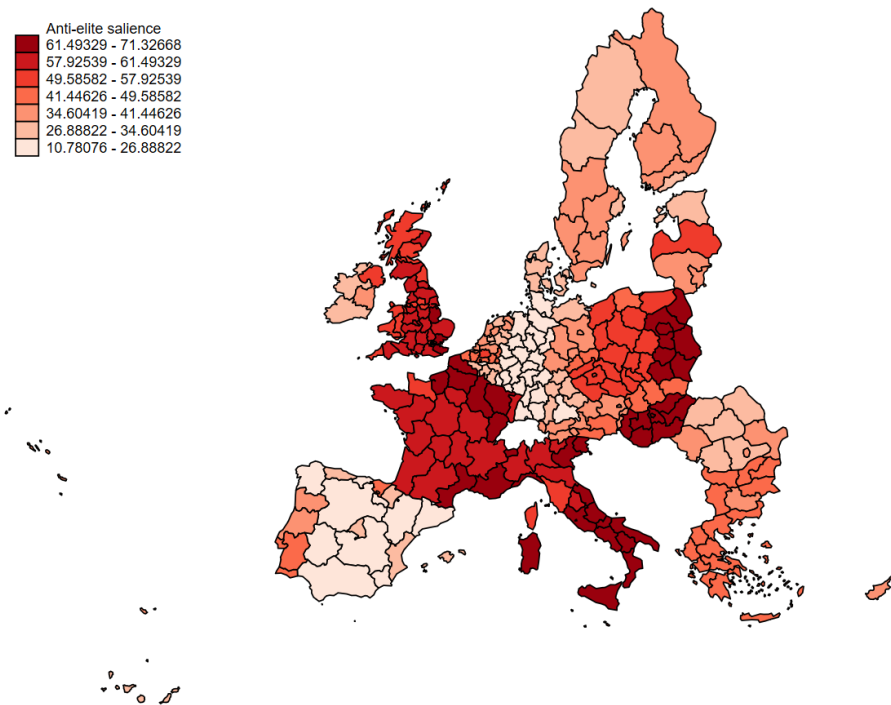 Anti-elite salience
61.49329 - 71.32668
57.92539 - 61.49329
49.58582 - 57.92539
41.44626 - 49.58582
34.60419 - 41.44626
26.88822 - 34.60419
10.78076 - 26.88822